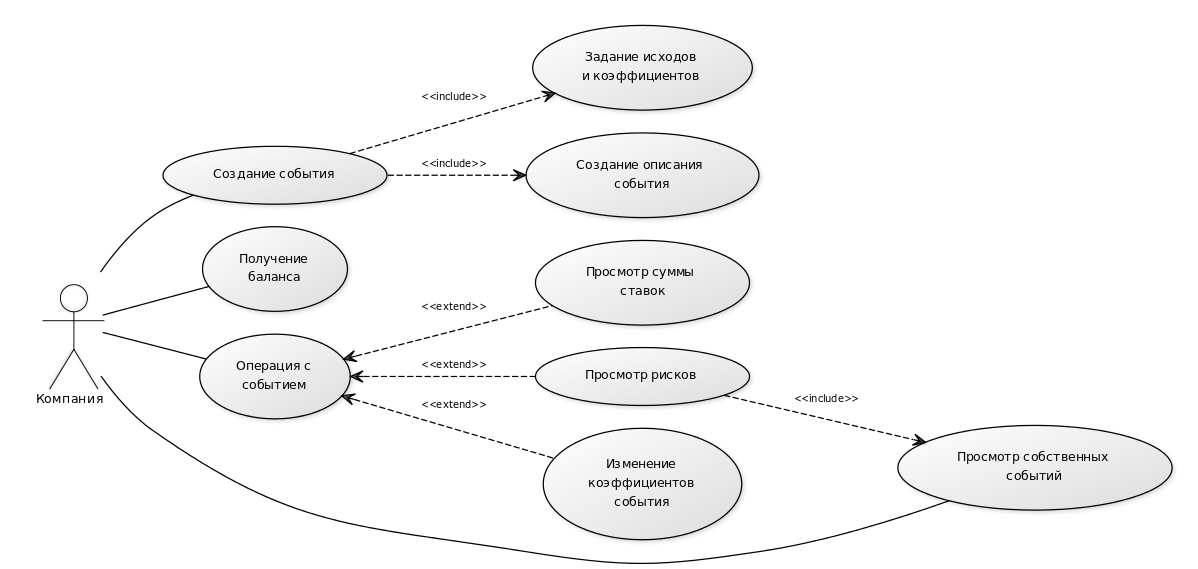 Задание исходов
и коэффициентов
<<include>>
Создание события
<<include>>
Создание описания
события
Получение
баланса
Просмотр суммы
ставок
<<extend>>
Операция с
событием
<<extend>>
Просмотр рисков
<<extend>>
<<include>>
Компания
Изменение
коэффициентов
события
Просмотр собственных
событий